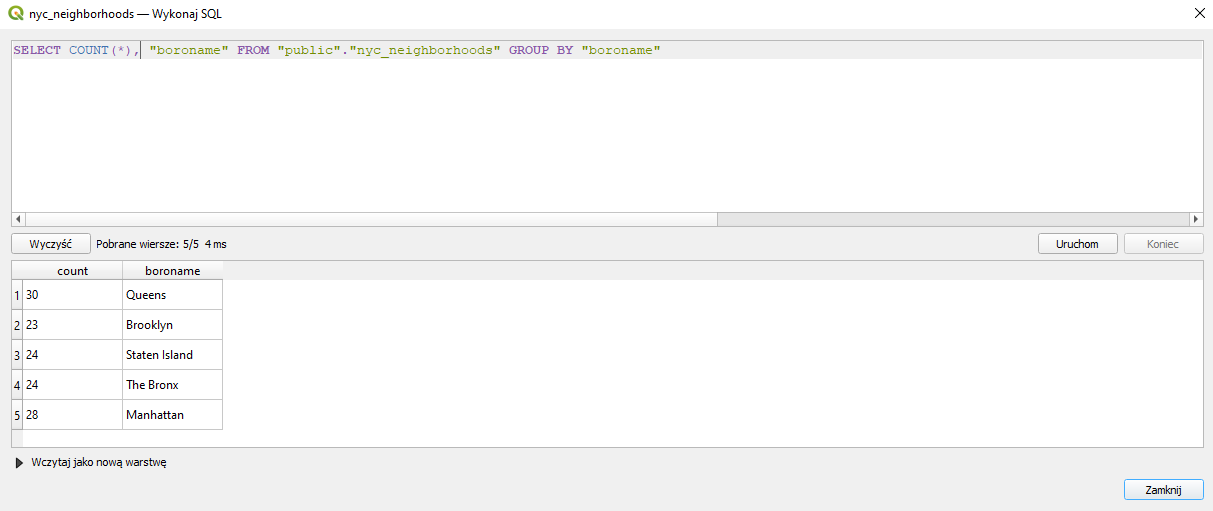 nyc_neighborhoods — Wykonaj SQL
SELECT COUNT(*), "boroname" FROM "public"."nyc_neighborhoods" GROUP BY "boroname"
Wyczyść Pobrane wiersze: 5/5 4 ms Uruchom Koniec
count boroname
1 30 Queens
2 23 Brooklyn
3 24 Staten Island
4 24 The Bronx
5 28 Manhattan
Wczytaj jako nową warstwę
Zamknij